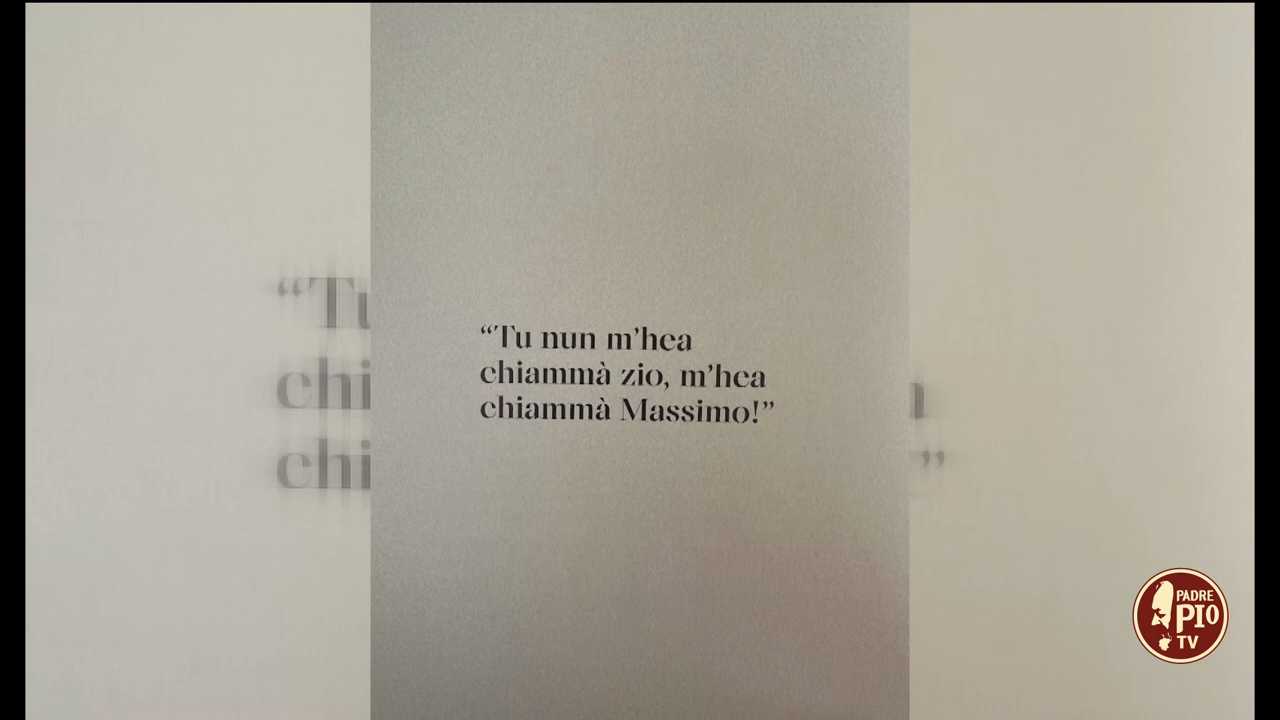 “Tu nun m’hea
chiammà zio, m’hea
chiammà Massimo!”
PADRE
PIO
TV